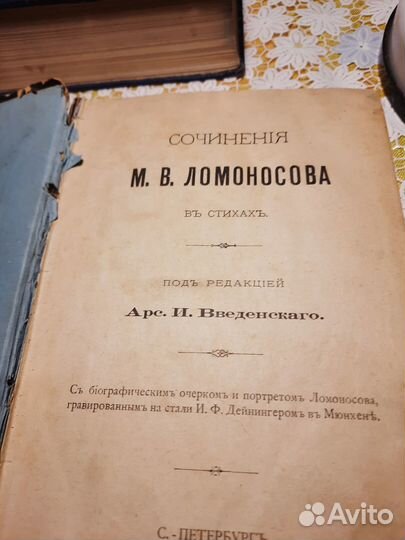 СОЧИНЕНІЯ
М. В. ЛОМОНОСОВА
ВЪ СТИХАХЪ.
ПОДЪ РЕДАКЦІЕЙ
Арс. И. Введенскаго.
Съ біографическимъ очеркомъ и портретомъ Ломоносова,
гравированнымъ на стали И. Ф. Дейнингеромъ въ Мюнхенѣ.
С.-ПЕТЕРБУРГЪ
Avito